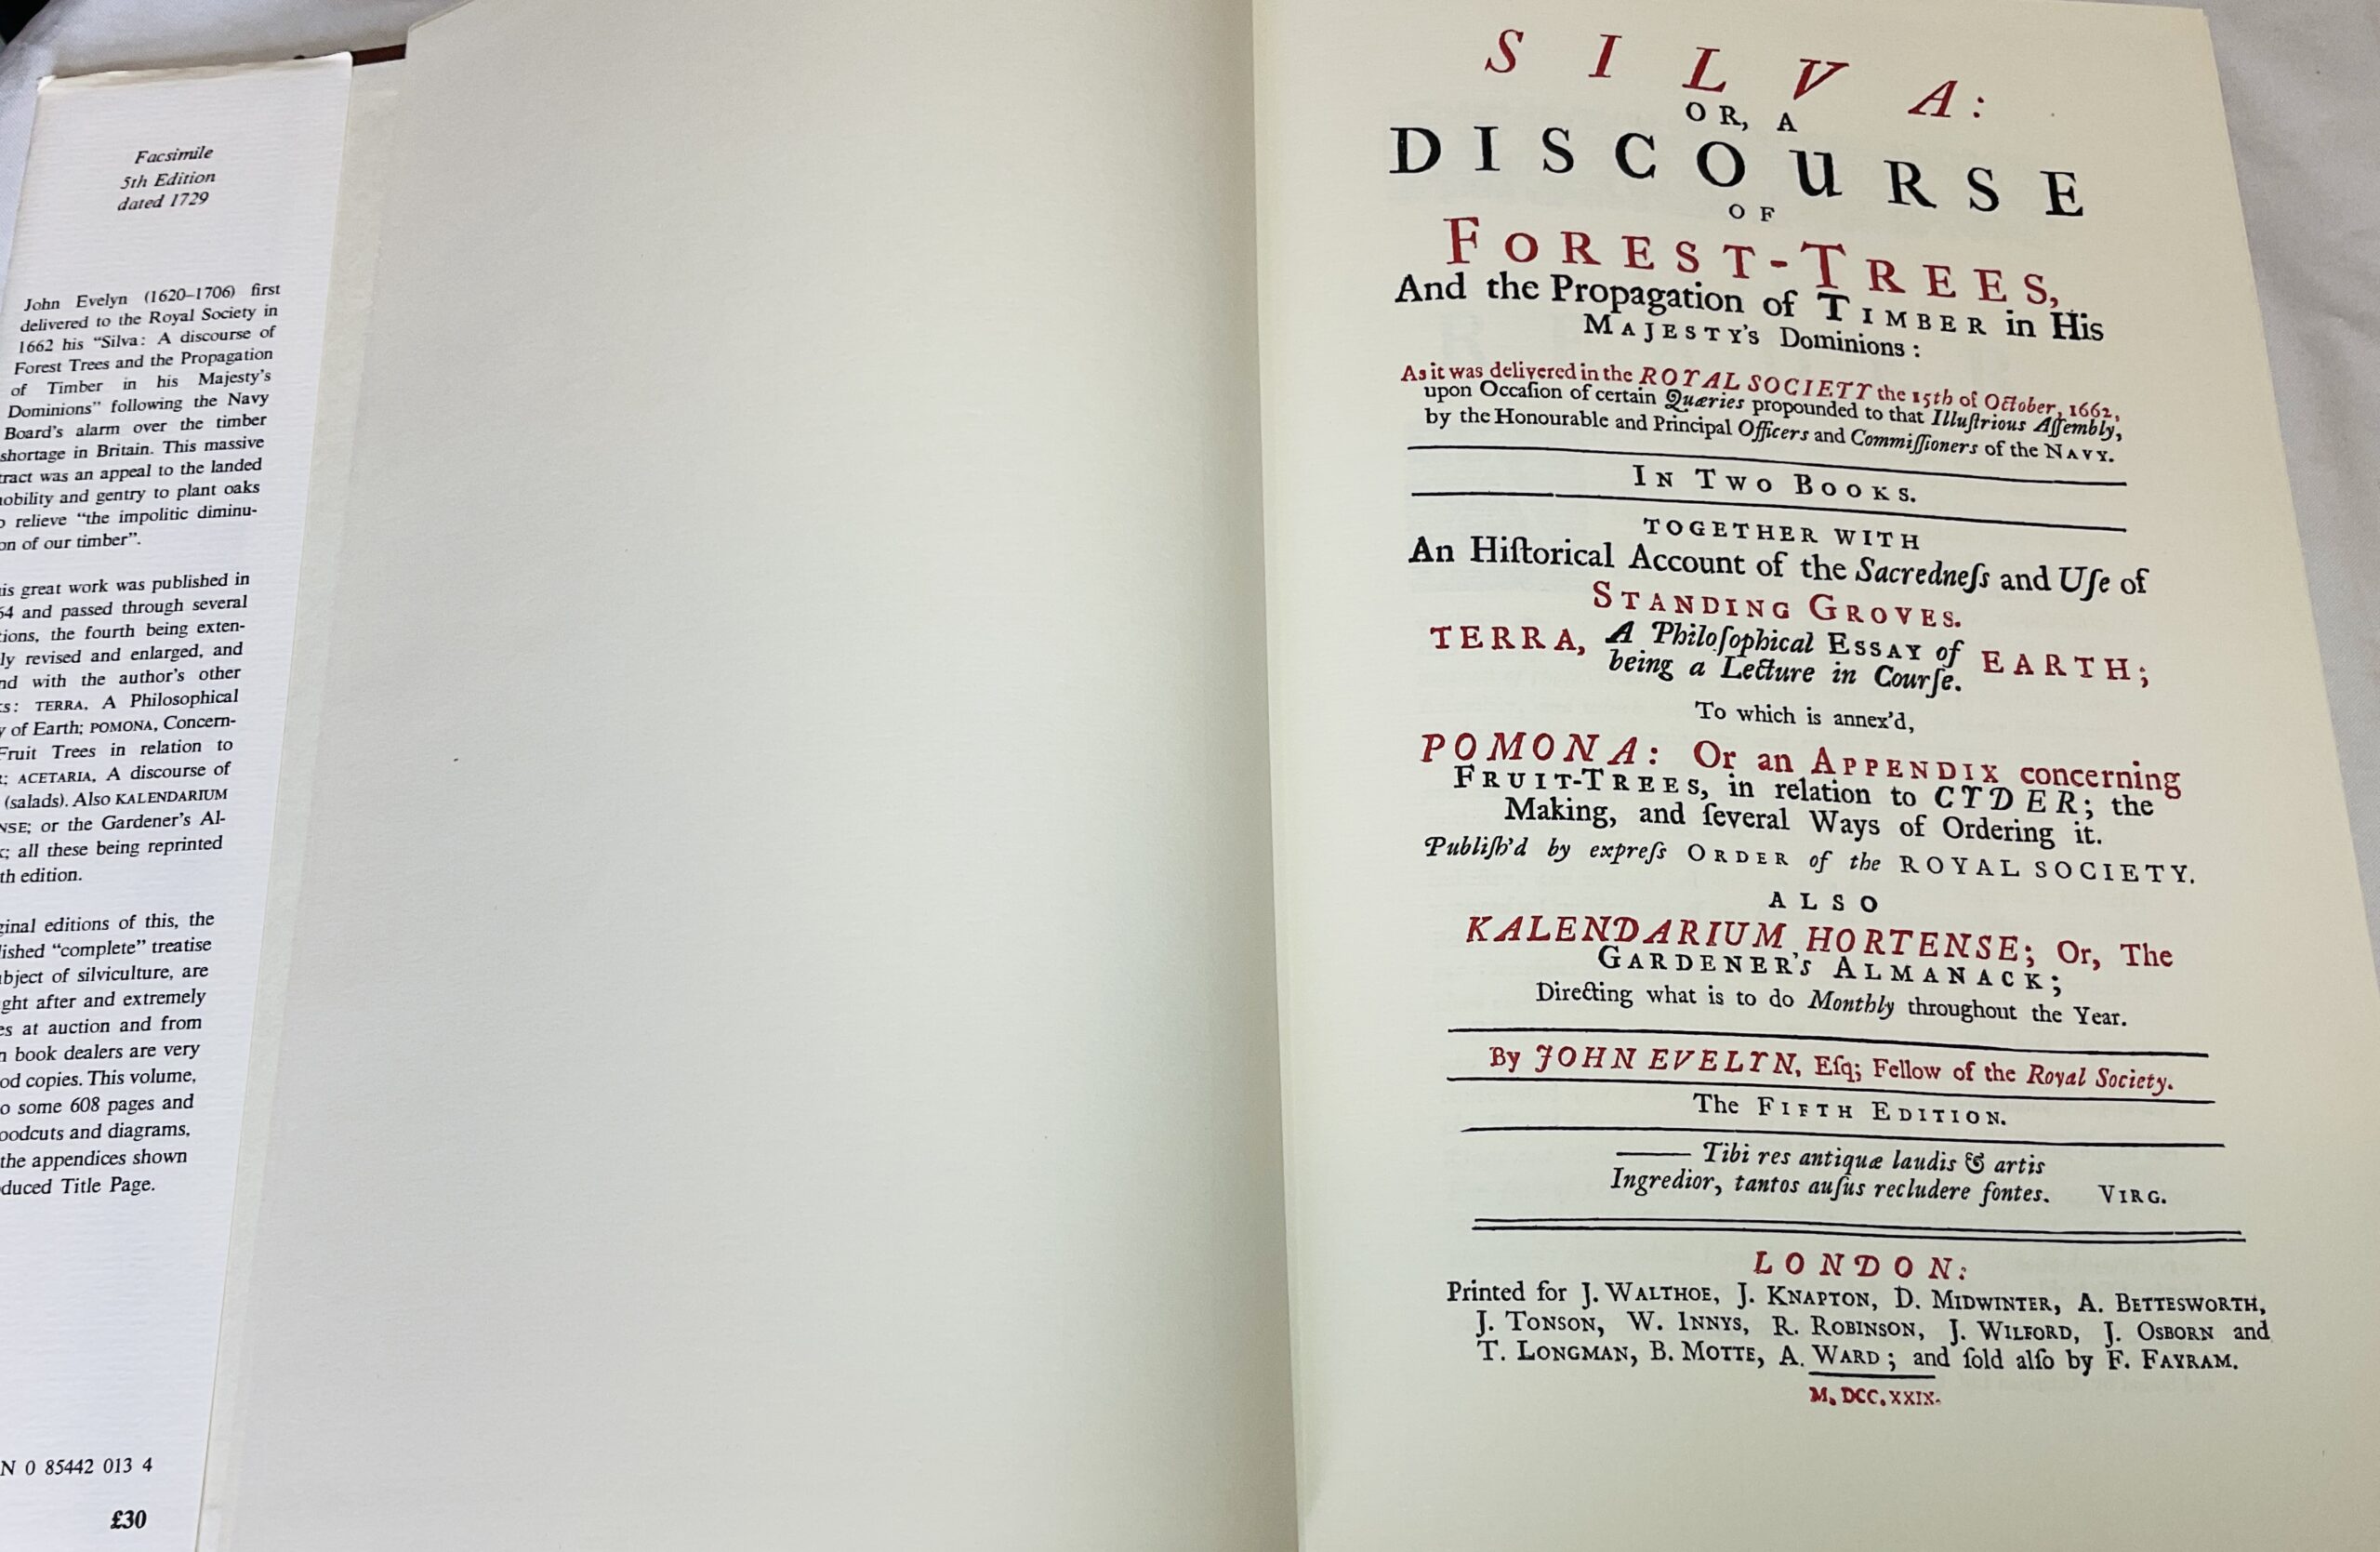 Facsimile
5th Edition
dated 1729
John Evelyn (1620–1706) first
delivered to the Royal Society in
1662 his “Silva: A discourse of
Forest Trees and the Propagation
of Timber in his Majesty’s
Dominions” following the Navy
Board’s alarm over the timber
shortage in Britain. This massive
tract was an appeal to the landed
nobility and gentry to plant oaks
relieve “the impolitic diminu-
on of our timber”.
great work was published in
and passed through several
the fourth being exten-
revised and enlarged, and
with the author’s other
TERRA, A Philosophical
of Earth; POMONA, Concern-
Fruit Trees in relation to
ACETARIA, A discourse of
(salads). Also KALENDARIUM
or the Gardener’s Al-
all these being reprinted
edition.
editions of this, the
“complete” treatise
of silviculture, are
after and extremely
at auction and from
book dealers are very
copies. This volume,
some 608 pages and
and diagrams,
the appendices shown
Title Page.
N 0 85442 013 4
£30
SILVA:
OR, A
DISCOURSE
OF
FOREST-TREES,
And the Propagation of TIMBER in His
MAJESTY’S Dominions:
As it was delivered in the ROYAL SOCIETY the 15th of October, 1662,
upon Occaſion of certain Quæries propounded to that Illuſtrious Aſſembly,
by the Honourable and Principal Officers and Commiſſioners of the NAVY.
IN TWO BOOKS.
TOGETHER WITH
An Hiſtorical Account of the Sacredneſs and Uſe of
STANDING GROVES.
TERRA, A Philoſophical ESSAY of EARTH;
being a Lecture in Courſe.
To which is annex’d,
POMONA: Or an APPENDIX concerning
FRUIT-TREES, in relation to CYDER; the
Making, and ſeveral Ways of Ordering it.
Publiſh’d by expreſs ORDER of the ROYAL SOCIETY.
ALSO
KALENDARIUM HORTENSE; Or, The
GARDENER’S ALMANACK;
Directing what is to do Monthly throughout the Year.
By JOHN EVELYN, Eſq; Fellow of the Royal Society.
The FIFTH EDITION.
—— Tibi res antiquæ laudis & artis
Ingredior, tantos auſus recludere fontes. VIRG.
LONDON:
Printed for J. WALTHOE, J. KNAPTON, D. MIDWINTER, A. BETTESWORTH,
J. TONSON, W. INNYS, R. ROBINSON, J. WILFORD, J. OSBORN and
T. LONGMAN, B. MOTTE, A. WARD; and ſold alſo by F. FAYRAM.
M.DCC.XXIX.